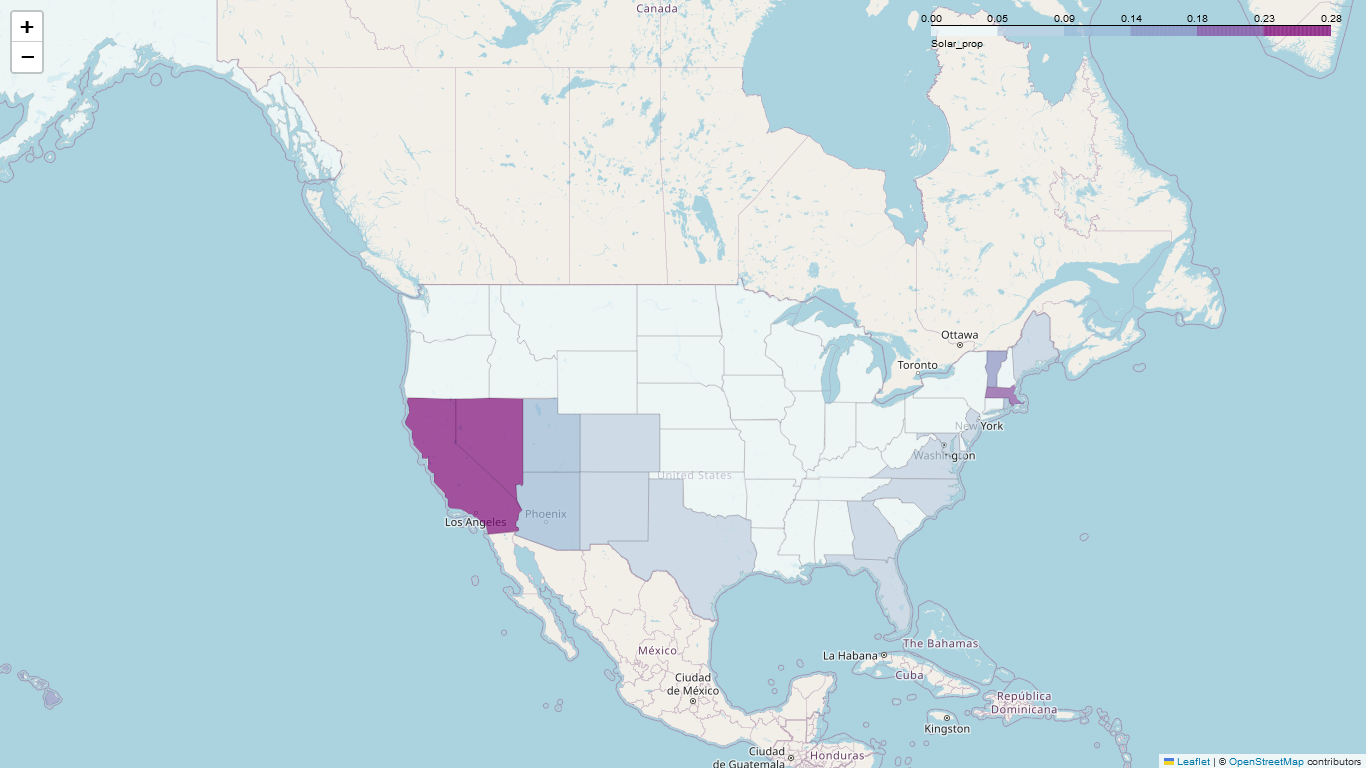 +
−
Canada
0.00 0.05 0.09 0.14 0.18 0.23 0.28
Solar_prop
Ottawa
Toronto
New York
Washington
United States
Phoenix
Los Angeles
The Bahamas
La Habana
México
Cuba
Ciudad
de México
República
Dominicana
Kingston
Ciudad
de Guatemala
Honduras
Leaflet | © OpenStreetMap contributors